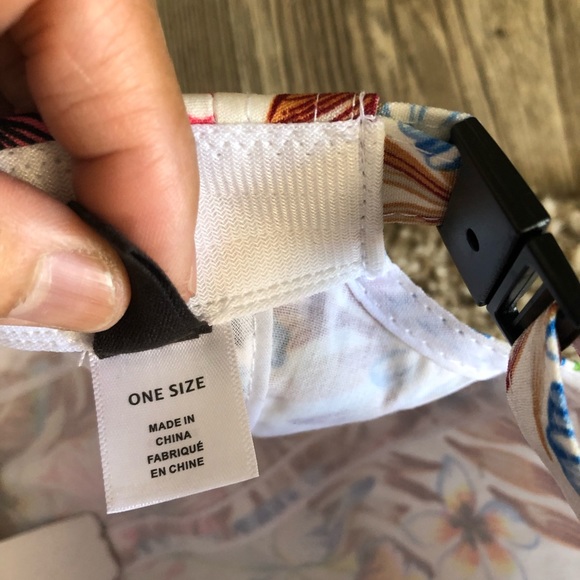 ONE SIZE
MADE IN
CHINA
FABRIQUÉ
EN CHINE